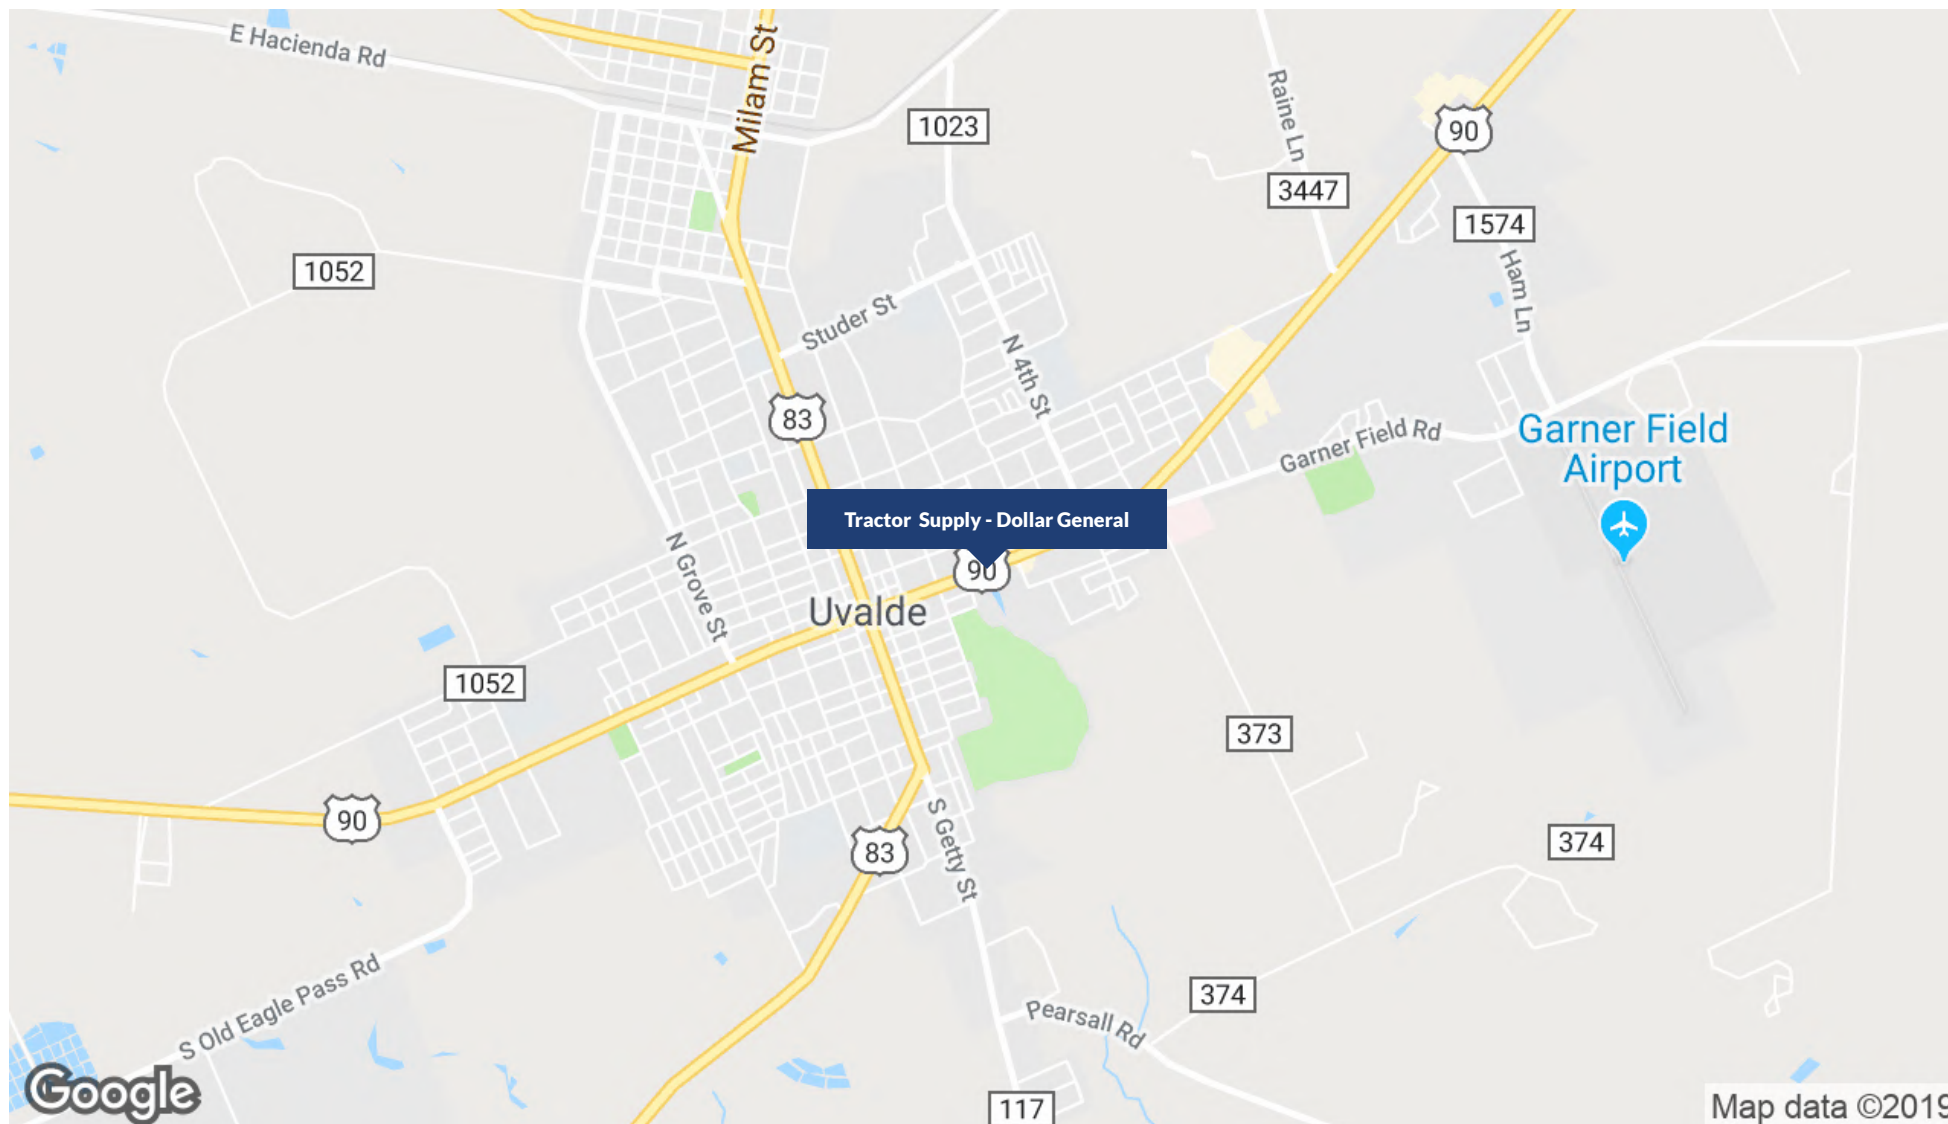 E Hacienda Rd
Milam St
1023
Raine Ln
90
3447
1574
1052
Ham Ln
Studer St
N 4th St
83
Garner Field Rd
Garner Field
Airport
Tractor Supply - Dollar General
N Grove St
90
Uvalde
1052
373
90
83
S Getty St
374
S Old Eagle Pass Rd
374
Pearsall Rd
Google
117
Map data ©2019